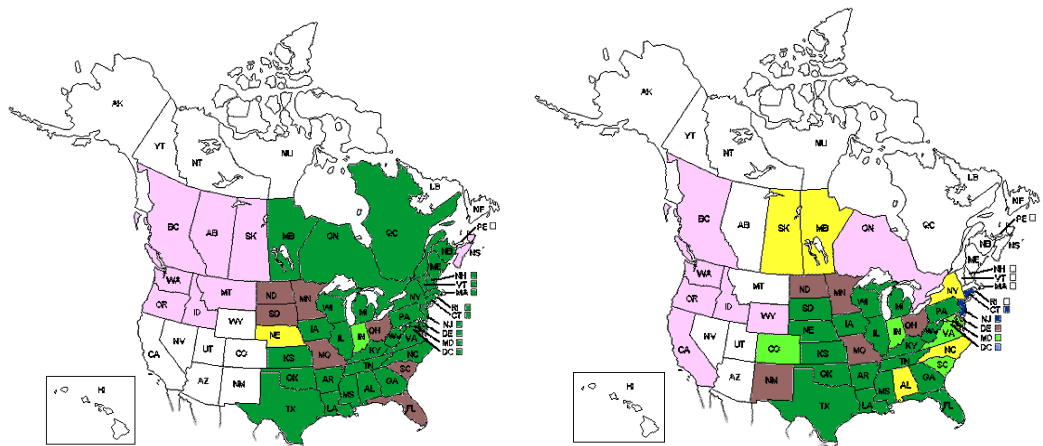 AK
YT
NT
NU
LB
NF
BC
AB
SK
MB
ON
QC
PE
NB
NS
ME
WA
MT
ND
MN
NH
VT
MA
OR
ID
SD
WI
MI
NY
RI
CT
WY
NE
IA
PA
NJ
DE
MD
DC
NV
UT
CO
IL
IN
OH
VA
CA
KS
MO
KY
NC
AZ
NM
OK
AR
TN
SC
TX
LA
MS
AL
GA
FL
HI
AK
YT
NT
NU
LB
NF
BC
AB
SK
MB
ON
QC
PE
NB
NS
ME
WA
MT
ND
MN
NH
VT
MA
OR
ID
SD
WI
MI
NY
RI
CT
WY
NE
IA
PA
NJ
DE
MD
DC
NV
UT
CO
IL
IN
OH
VA
CA
KS
MO
KY
NC
AZ
NM
OK
AR
TN
SC
TX
LA
MS
AL
GA
FL
HI